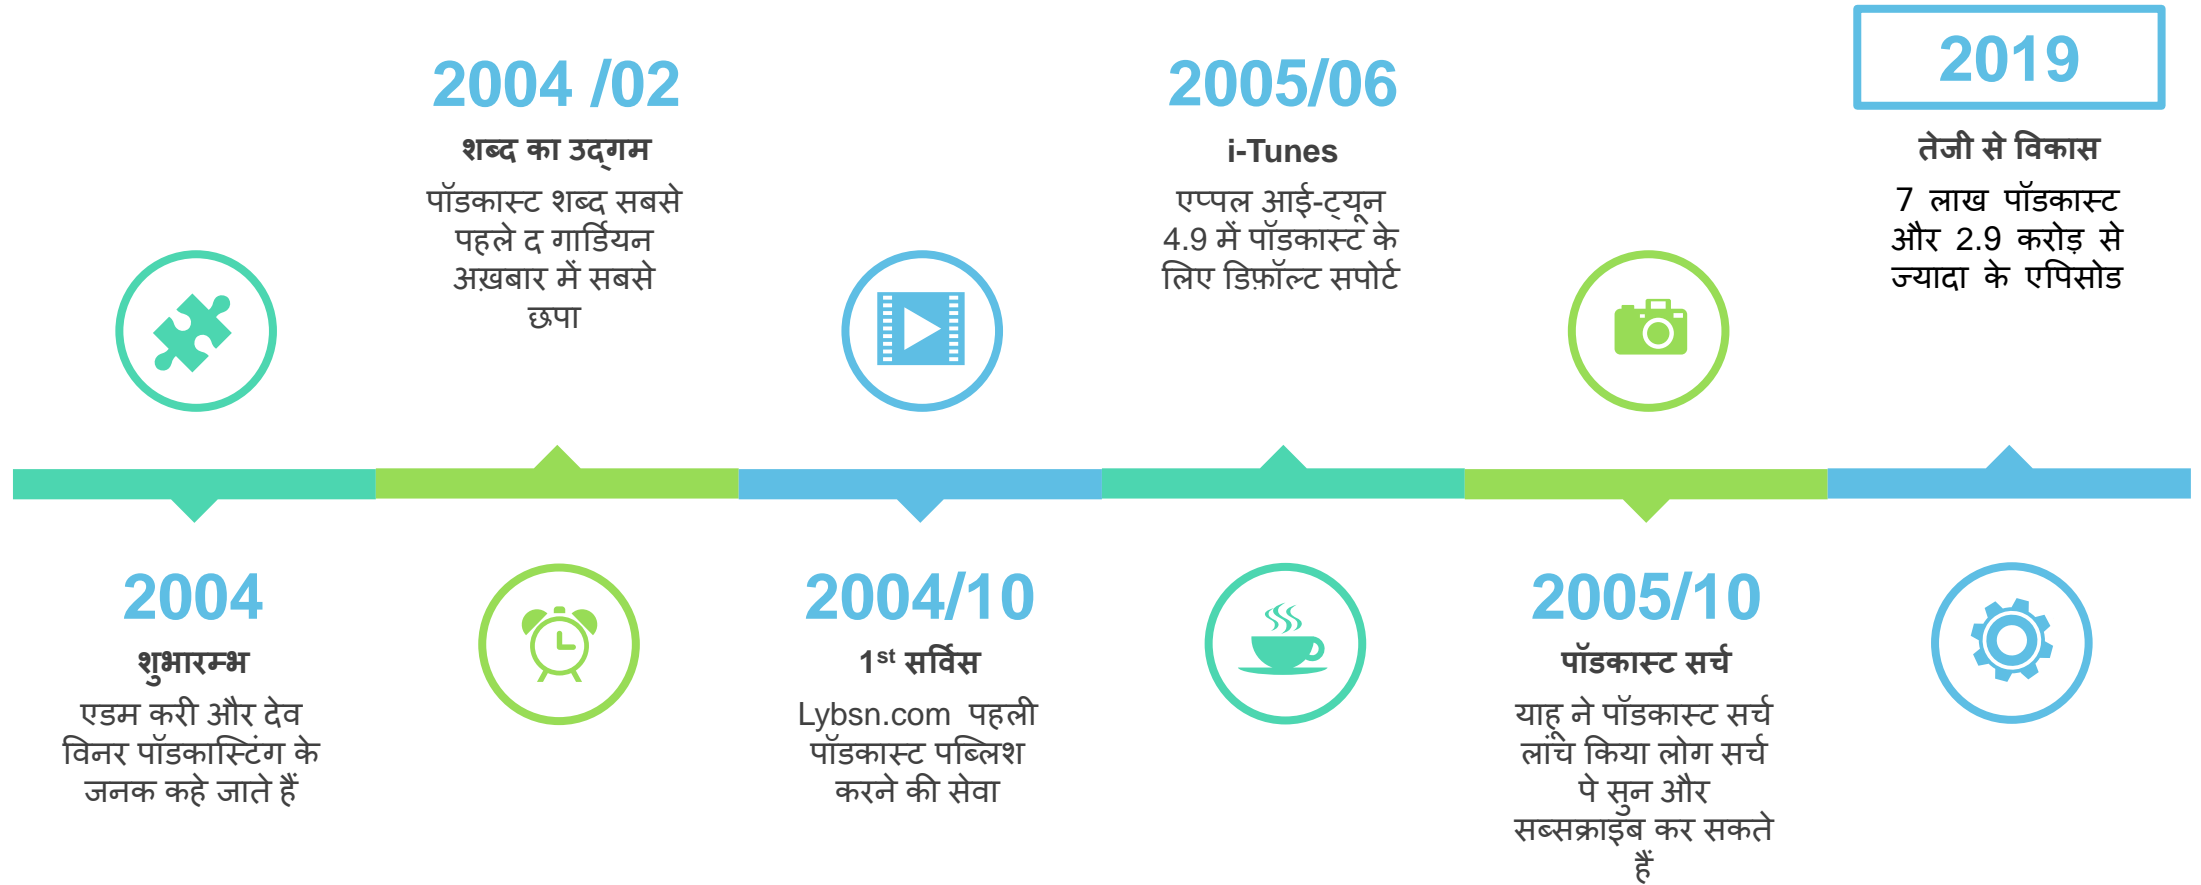 2004
शुभारम्भ
एडम करी और देव
विनर पॉडकास्टिंग के
जनक कहे जाते हैं
2004 /02
शब्द का उद्गम
पॉडकास्ट शब्द सबसे
पहले द गार्डियन
अख़बार में सबसे
छपा
2004/10
1st सर्विस
Lybsn.com पहली
पॉडकास्ट पब्लिश
करने की सेवा
2005/06
i-Tunes
एप्पल आई-ट्यून
4.9 में पॉडकास्ट के
लिए डिफ़ॉल्ट सपोर्ट
2005/10
पॉडकास्ट सर्च
याहू ने पॉडकास्ट सर्च
लांच किया लोग सर्च
पे सुन और
सब्सक्राइब कर सकते
हैं
2019
तेजी से विकास
7 लाख पॉडकास्ट
और 2.9 करोड़ से
ज्यादा के एपिसोड